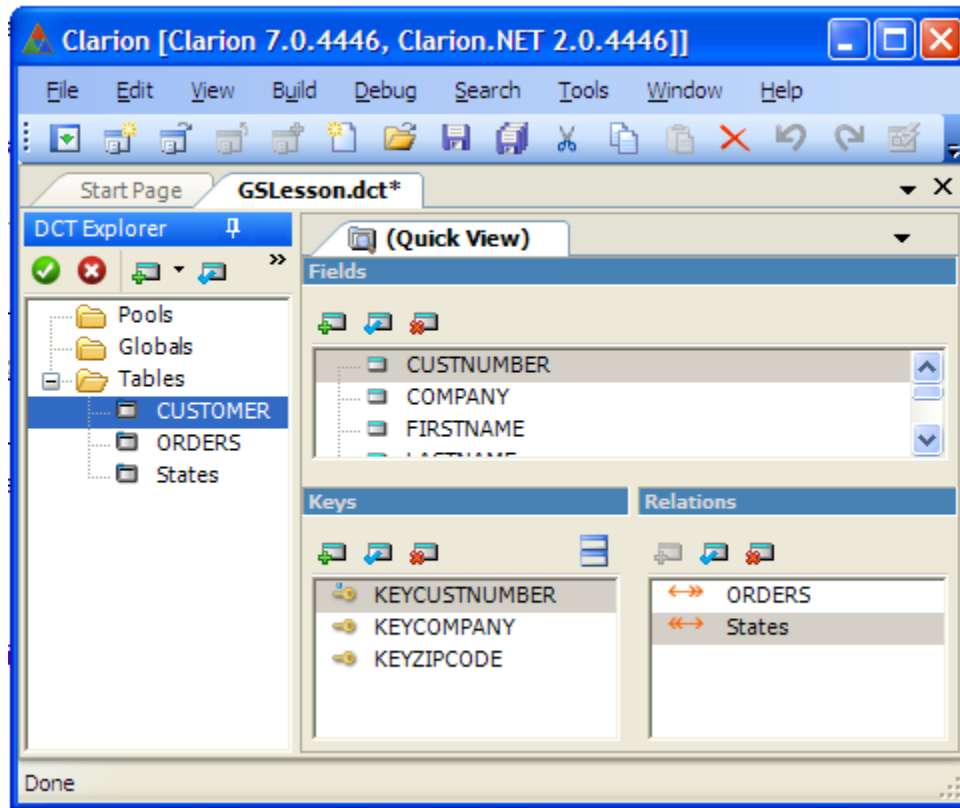 Clarion [Clarion 7.0.4446, Clarion.NET 2.0.4446]]
File Edit View Build Debug Search Tools Window Help
Start Page GSLesson.dct*
DCT Explorer
(Quick View)
Fields
Pools
Globals
Tables
CUSTOMER
ORDERS
States
CUSTNUMBER
COMPANY
FIRSTNAME
LASTNAME
Keys
KEYCUSTNUMBER
KEYCOMPANY
KEYZIPCODE
Relations
ORDERS
States
Done